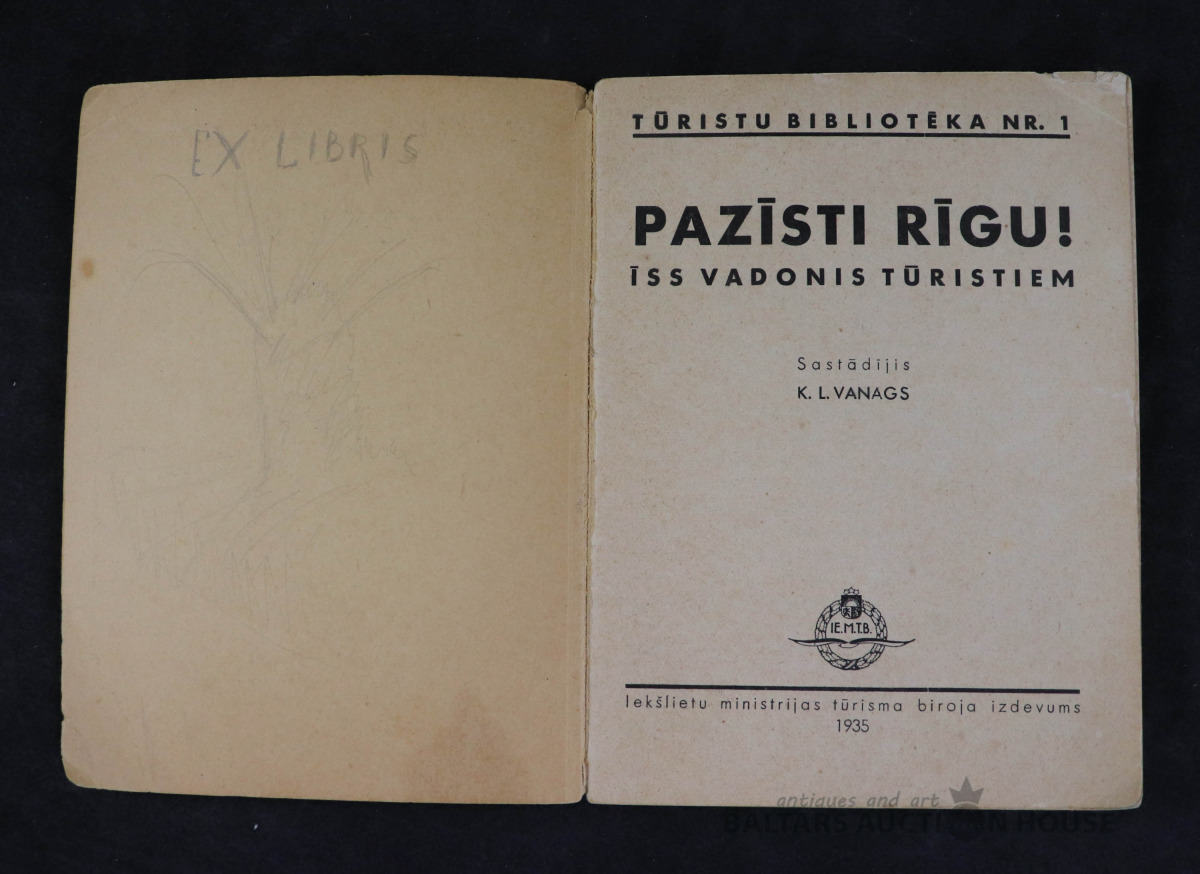 EX LIBRIS
TŪRISTU BIBLIOTĒKA NR. 1
PAZĪSTI RĪGU!
ĪSS VADONIS TŪRISTIEM
Sastādījis
K. L. VANAGS
IE.M.T.B.
Iekšlietu ministrijas tūrisma biroja izdevums
1935
antiques and art
BALTARS AUCTION HOUSE